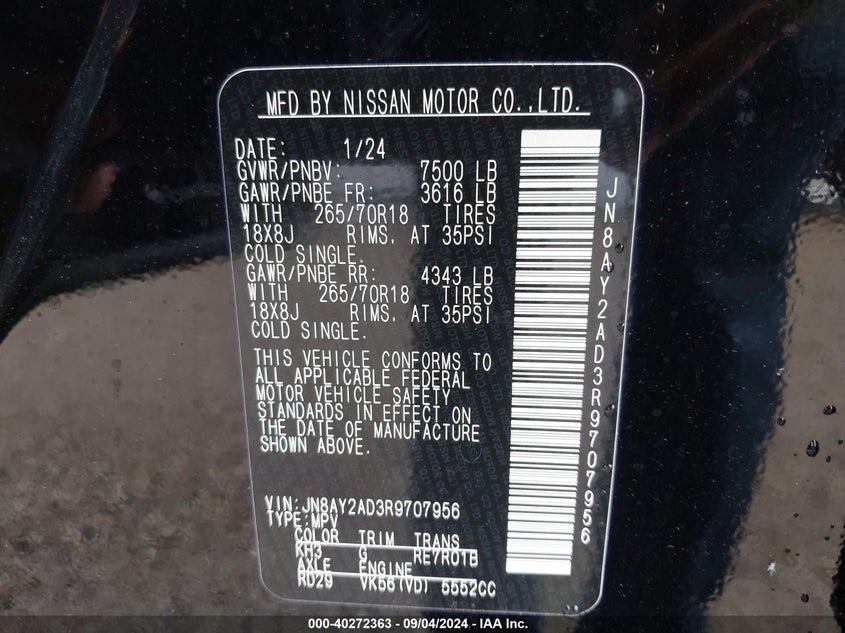 MFD BY NISSAN MOTOR CO.,LTD.
DATE: 1/24
GVWR/PNBV: 7500 LB
GAWR/PNBE FR: 3616 LB
WITH 265/70R18 TIRES
18X8J RIMS. AT 35PSI
COLD SINGLE.
GAWR/PNBE RR: 4343 LB
WITH 265/70R18 TIRES
18X8J RIMS. AT 35PSI
COLD SINGLE.
THIS VEHICLE CONFORMS TO
ALL APPLICABLE FEDERAL
MOTOR VEHICLE SAFETY
STANDARDS IN EFFECT ON
THE DATE OF MANUFACTURE
SHOWN ABOVE.
VIN:JN8AY2AD3R9707956
TYPE:MPV
COLOR TRIM TRANS
KH3 G RE7R01B
AXLE ENGINE
RD29 VK56(VD) 5552CC
JN8AY2AD3R9707956
000-40272363 - 09/04/2024 - IAA Inc.